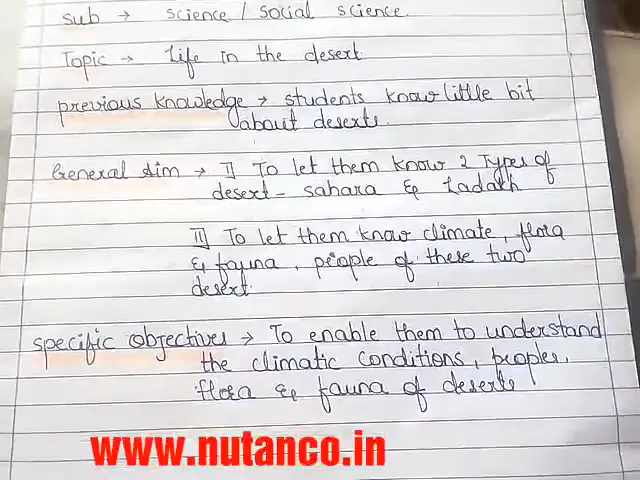 sub → science / social science.
Topic → Life in the desert
previous knowledge → students know little bit
about deserts.
General Aim → I] To let them know 2 Types of
desert - sahara & Ladakh
II] To let them know climate, flora
& fauna, people of these two
desert.
specific objectives → To enable them to understand
the climatic conditions, peoples,
flora & fauna of deserts
www.nutanco.in